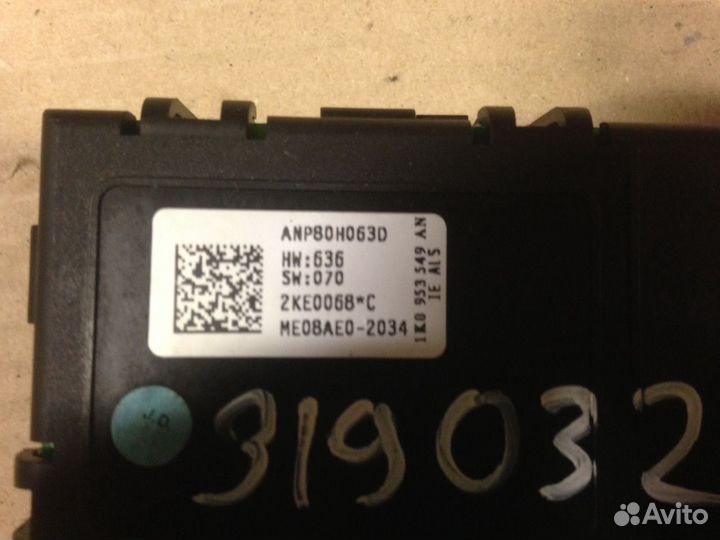 ANP80H063D
HW:636
SW:070
2KE0068*C
ME08AE0-2034
1K0 953 549 AN
IE ALS
J.D
319032
Avito